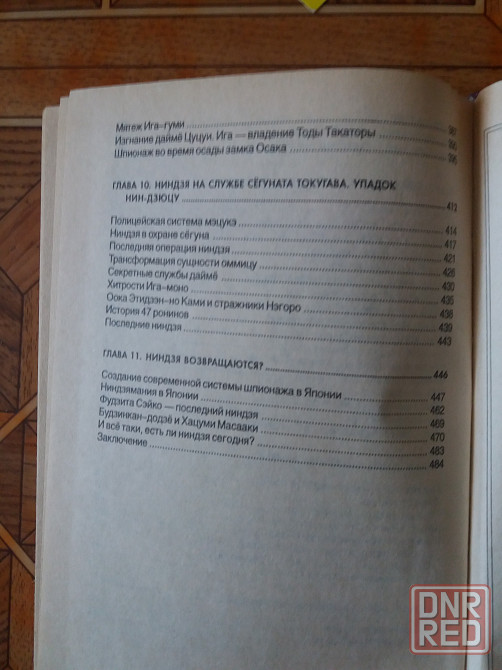 Мятеж Ига-гуми
Изгнание даймё Цуцуи. Ига — владение Тоды Такаторы
Шпионаж во время осады замка Осака
ГЛАВА 10. НИНДЗЯ НА СЛУЖБЕ СЁГУНАТА ТОКУГАВА. УПАДОК
НИН-ДЗЮЦУ 413
Полицейская система мэцукэ 414
Ниндзя в охране сёгуна 417
Последняя операция ниндзя 421
Трансформация сущности оммицу 426
Секретные службы даймё 430
Хитрости Ига-моно 435
Оока Этидзэн-но Ками и стражники Нэгоро 438
История 47 ронинов 439
Последние ниндзя 443
ГЛАВА 11. НИНДЗЯ ВОЗВРАЩАЮТСЯ? 446
Создание современной системы шпионажа в Японии 447
Ниндзямания в Японии 462
Фудзита Сэйко — последний ниндзя 469
Будзинкан-додзё и Хацуми Масааки 470
И всё таки, есть ли ниндзя сегодня? 483
Заключение 484
DNR
RED